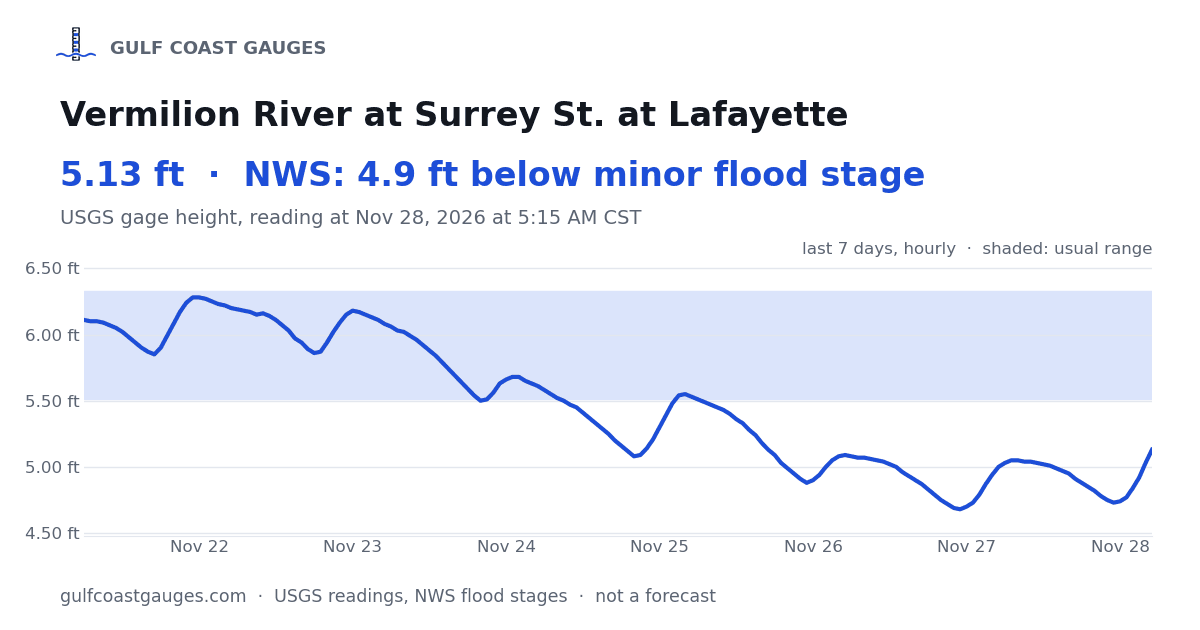 GULF COAST GAUGES
Vermilion River at Surrey St. at Lafayette
5.13 ft · NWS: 4.9 ft below minor flood stage
USGS gage height, reading at Nov 28, 2026 at 5:15 AM CST
last 7 days, hourly · shaded: usual range
6.50 ft
6.00 ft
5.50 ft
5.00 ft
4.50 ft
Nov 22 Nov 23 Nov 24 Nov 25 Nov 26 Nov 27 Nov 28
gulfcoastgauges.com · USGS readings, NWS flood stages · not a forecast